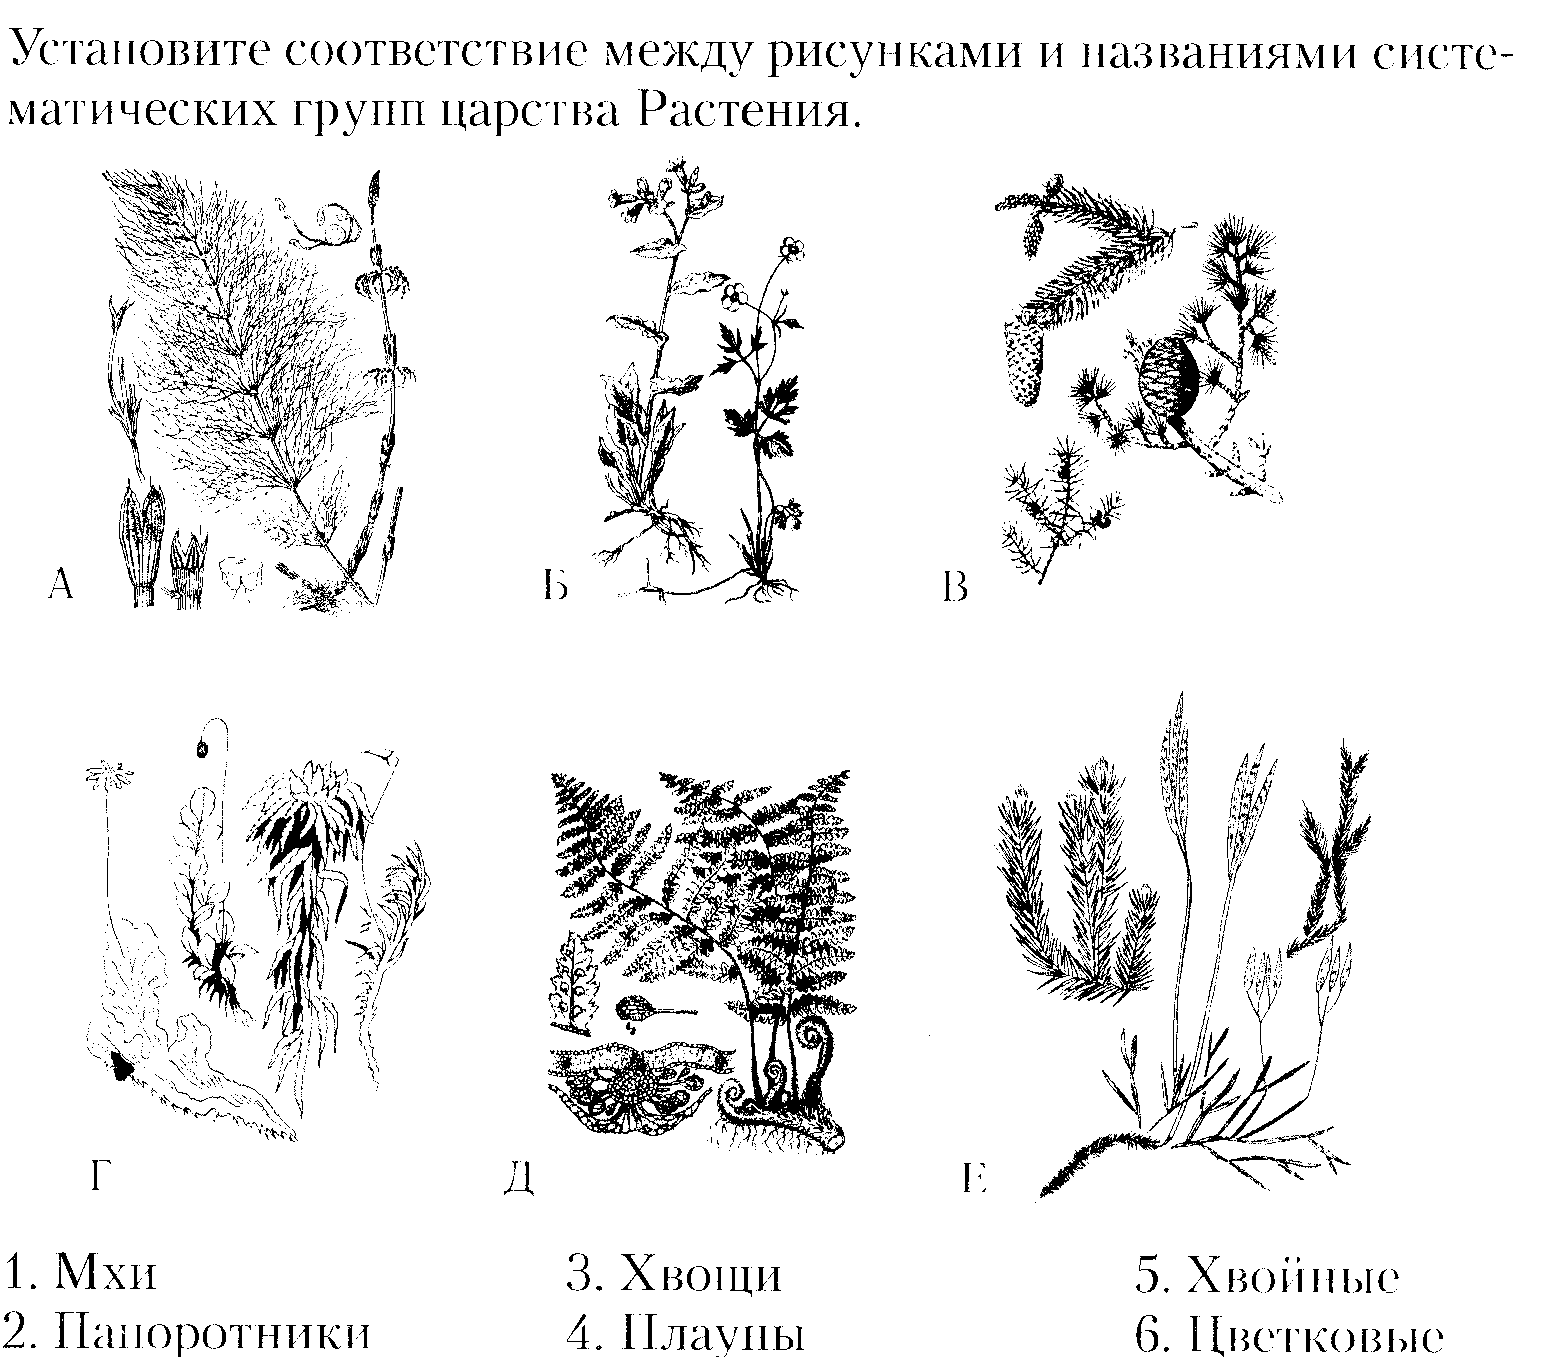 Установите соответствие между рисунками и названиями систе-
матических групп царства Растения.
А
Б
В
Г
Д
Е
1. Мхи
3. Хвощи
5. Хвойные
2. Папоротники
4. Плауны
6. Цветковые